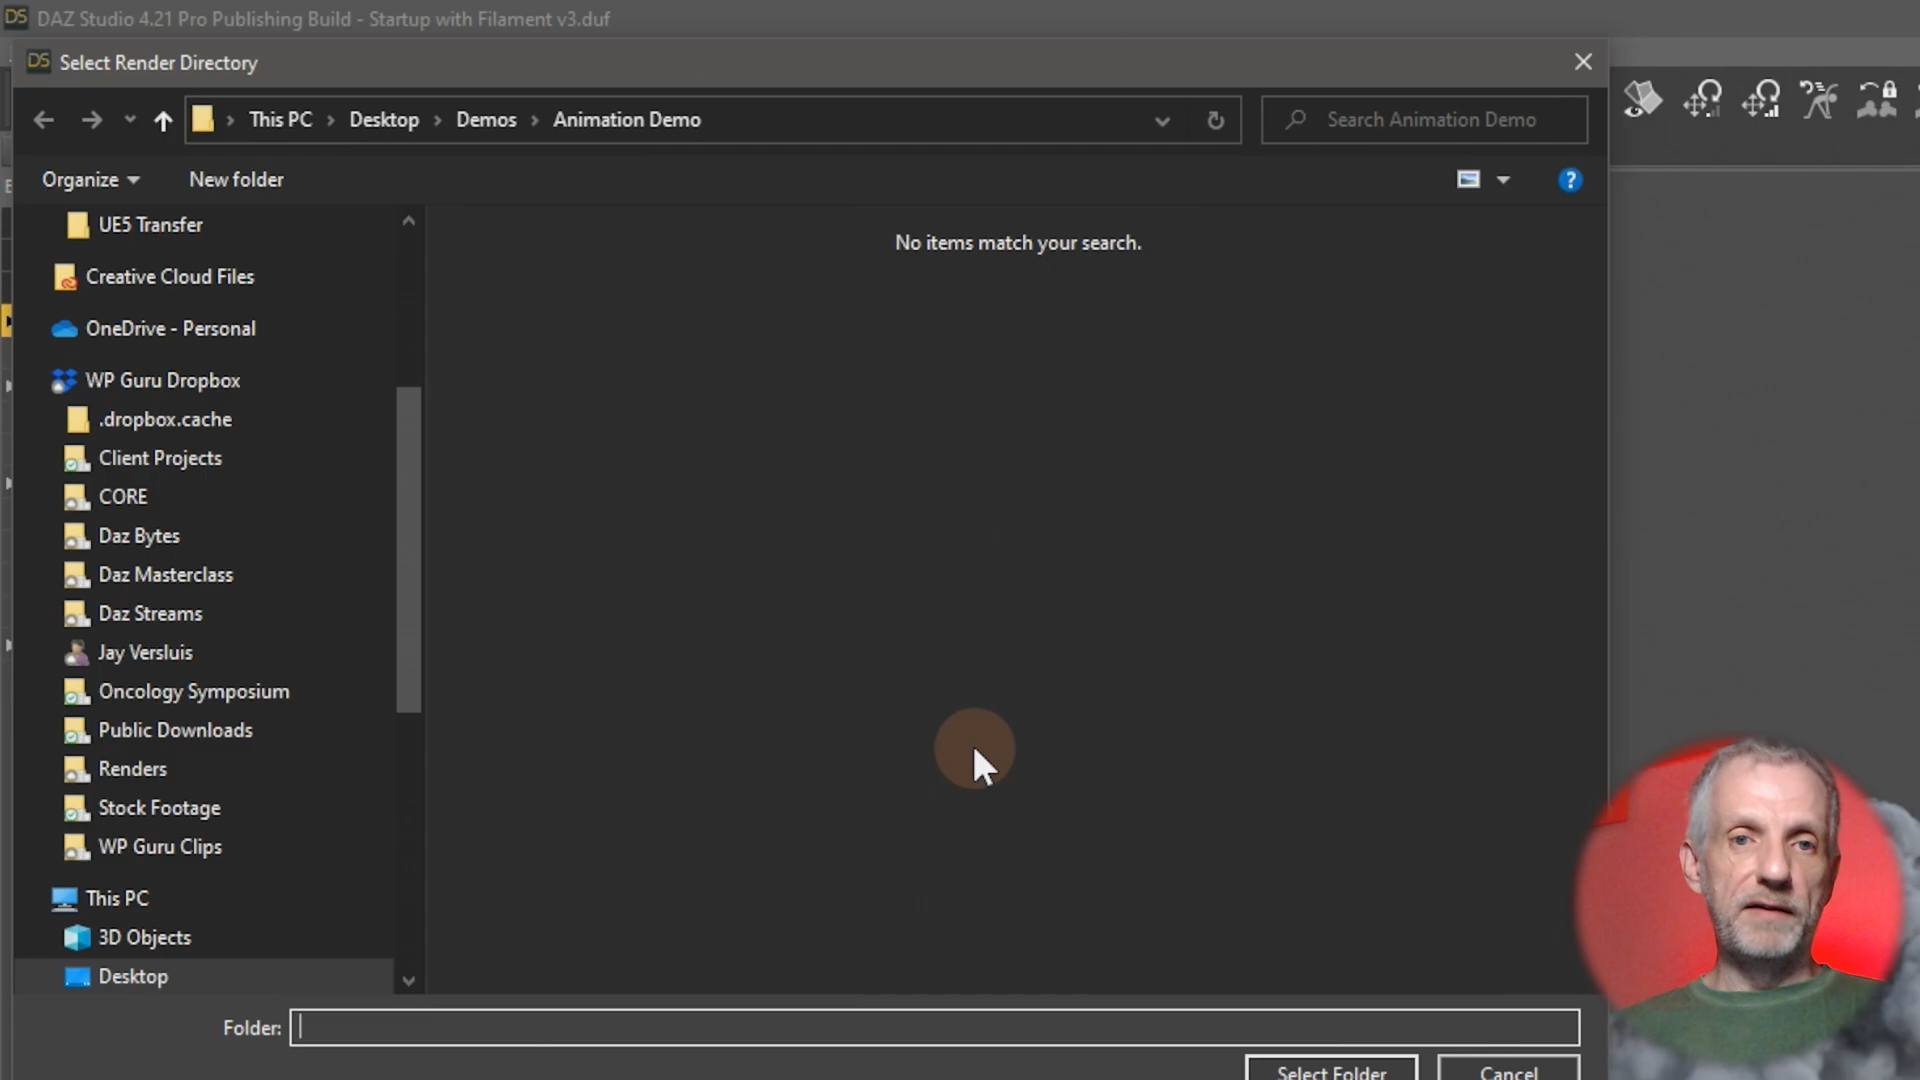 DS DAZ Studio 4.21 Pro Publishing Build - Startup with Filament v3.duf
DS Select Render Directory
This PC > Desktop > Demos > Animation Demo
Search Animation Demo
Organize
New folder
?
UE5 Transfer
No items match your search.
Creative Cloud Files
OneDrive - Personal
WP Guru Dropbox
.dropbox.cache
Client Projects
CORE
Daz Bytes
Daz Masterclass
Daz Streams
Jay Versluis
Oncology Symposium
Public Downloads
Renders
Stock Footage
WP Guru Clips
This PC
3D Objects
Desktop
Folder:
Select Folder
Cancel